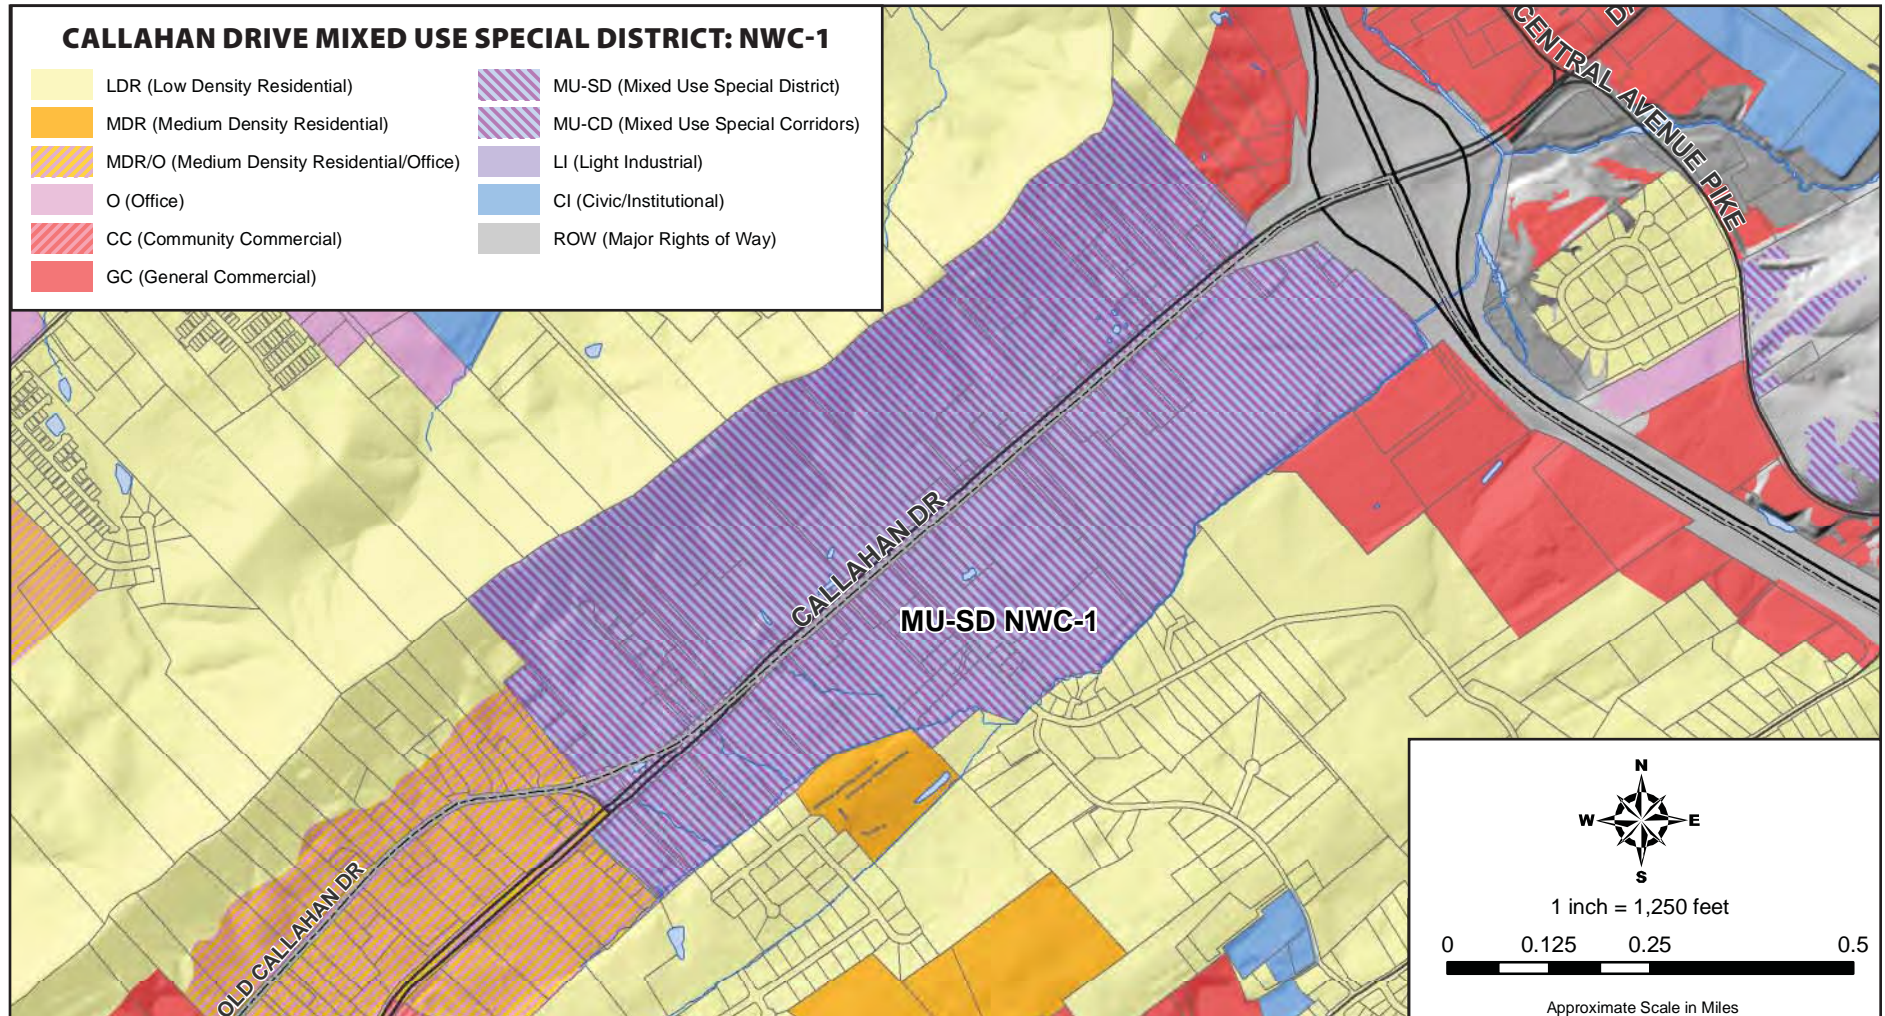 CALLAHAN DRIVE MIXED USE SPECIAL DISTRICT: NWC-1
LDR (Low Density Residential)
MDR (Medium Density Residential)
MDR/O (Medium Density Residential/Office)
O (Office)
CC (Community Commercial)
GC (General Commercial)
MU-SD (Mixed Use Special District)
MU-CD (Mixed Use Special Corridors)
LI (Light Industrial)
CI (Civic/Institutional)
ROW (Major Rights of Way)
CENTRAL AVENUE PIKE
CALLAHAN DR
MU-SD NWC-1
OLD CALLAHAN DR
N
W
E
S
1 inch = 1,250 feet
0 0.125 0.25 0.5
Approximate Scale in Miles